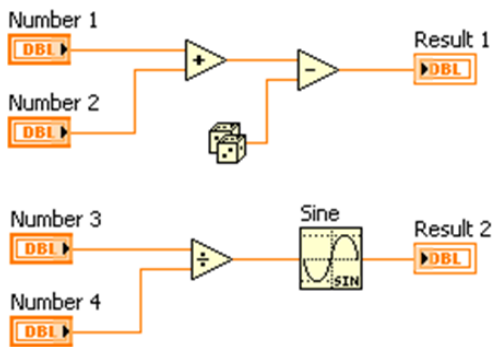 Number 1
DBL
Number 2
DBL
+
-
Result 1
DBL
Number 3
DBL
Number 4
DBL
÷
Sine
SIN
Result 2
DBL